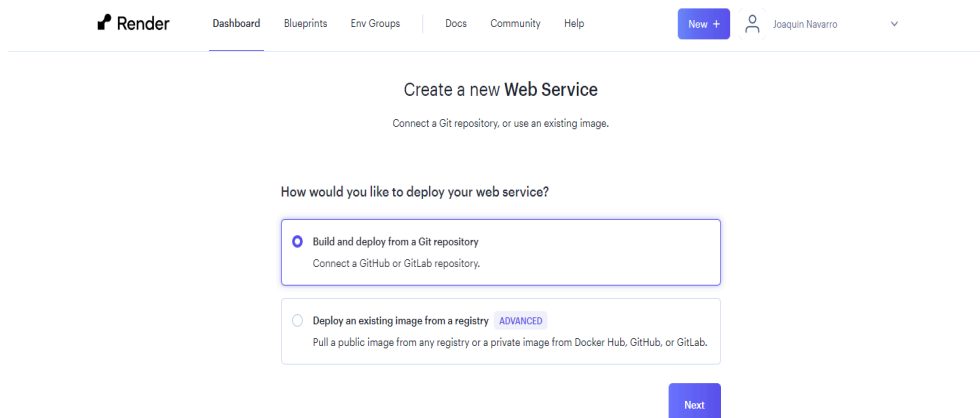 Render Dashboard Blueprints Env Groups Docs Community Help New + Joaquin Navarro
Create a new Web Service
Connect a Git repository, or use an existing image.
How would you like to deploy your web service?
Build and deploy from a Git repository
Connect a GitHub or GitLab repository.
Deploy an existing image from a registry ADVANCED
Pull a public image from any registry or a private image from Docker Hub, GitHub, or GitLab.
Next